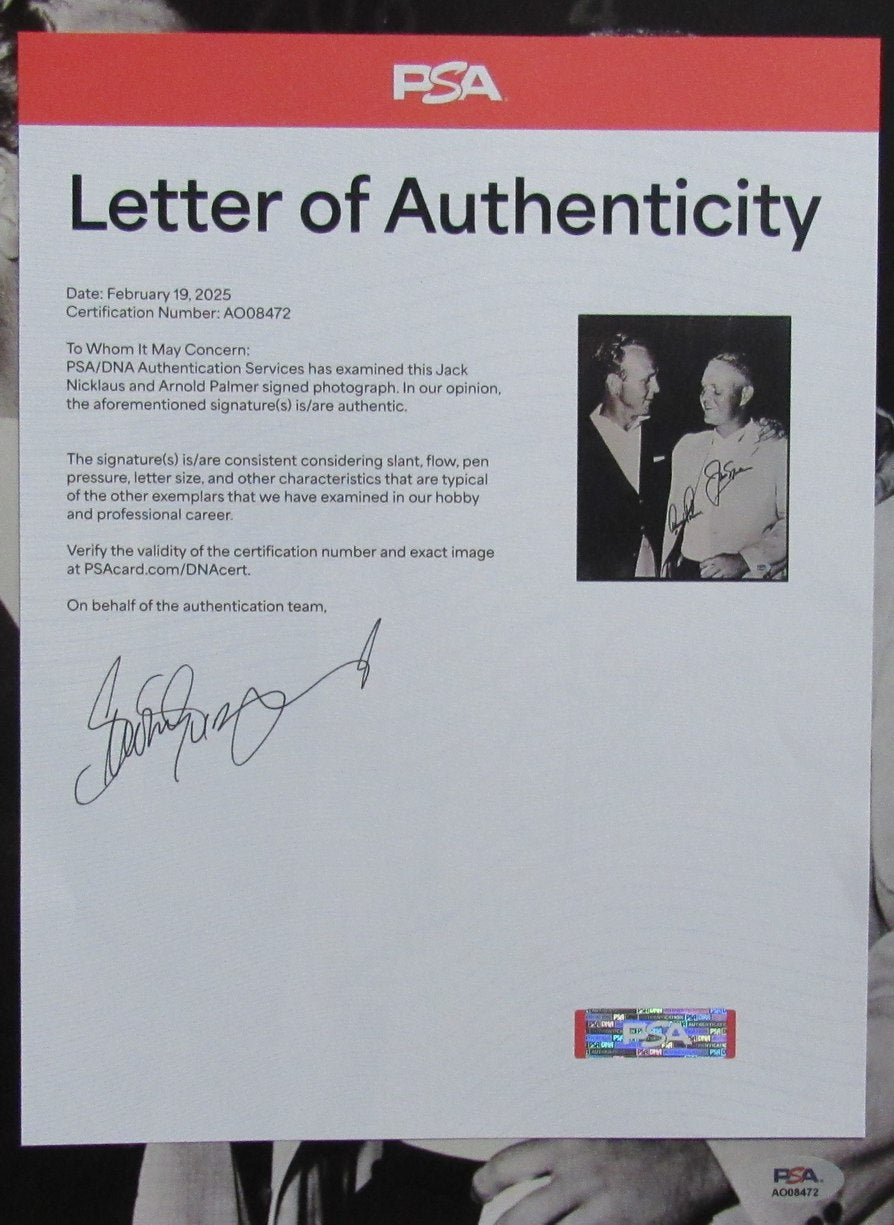 PSA
Letter of Authenticity
Date: February 19, 2025
Certification Number: AO08472
To Whom It May Concern:
PSA/DNA Authentication Services has examined this Jack
Nicklaus and Arnold Palmer signed photograph. In our opinion,
the aforementioned signature(s) is/are authentic.
The signature(s) is/are consistent considering slant, flow, pen
pressure, letter size, and other characteristics that are typical
of the other exemplars that we have examined in our hobby
and professional career.
Verify the validity of the certification number and exact image
at PSAcard.com/DNAcert.
On behalf of the authentication team,
PSA
PSA
AO08472